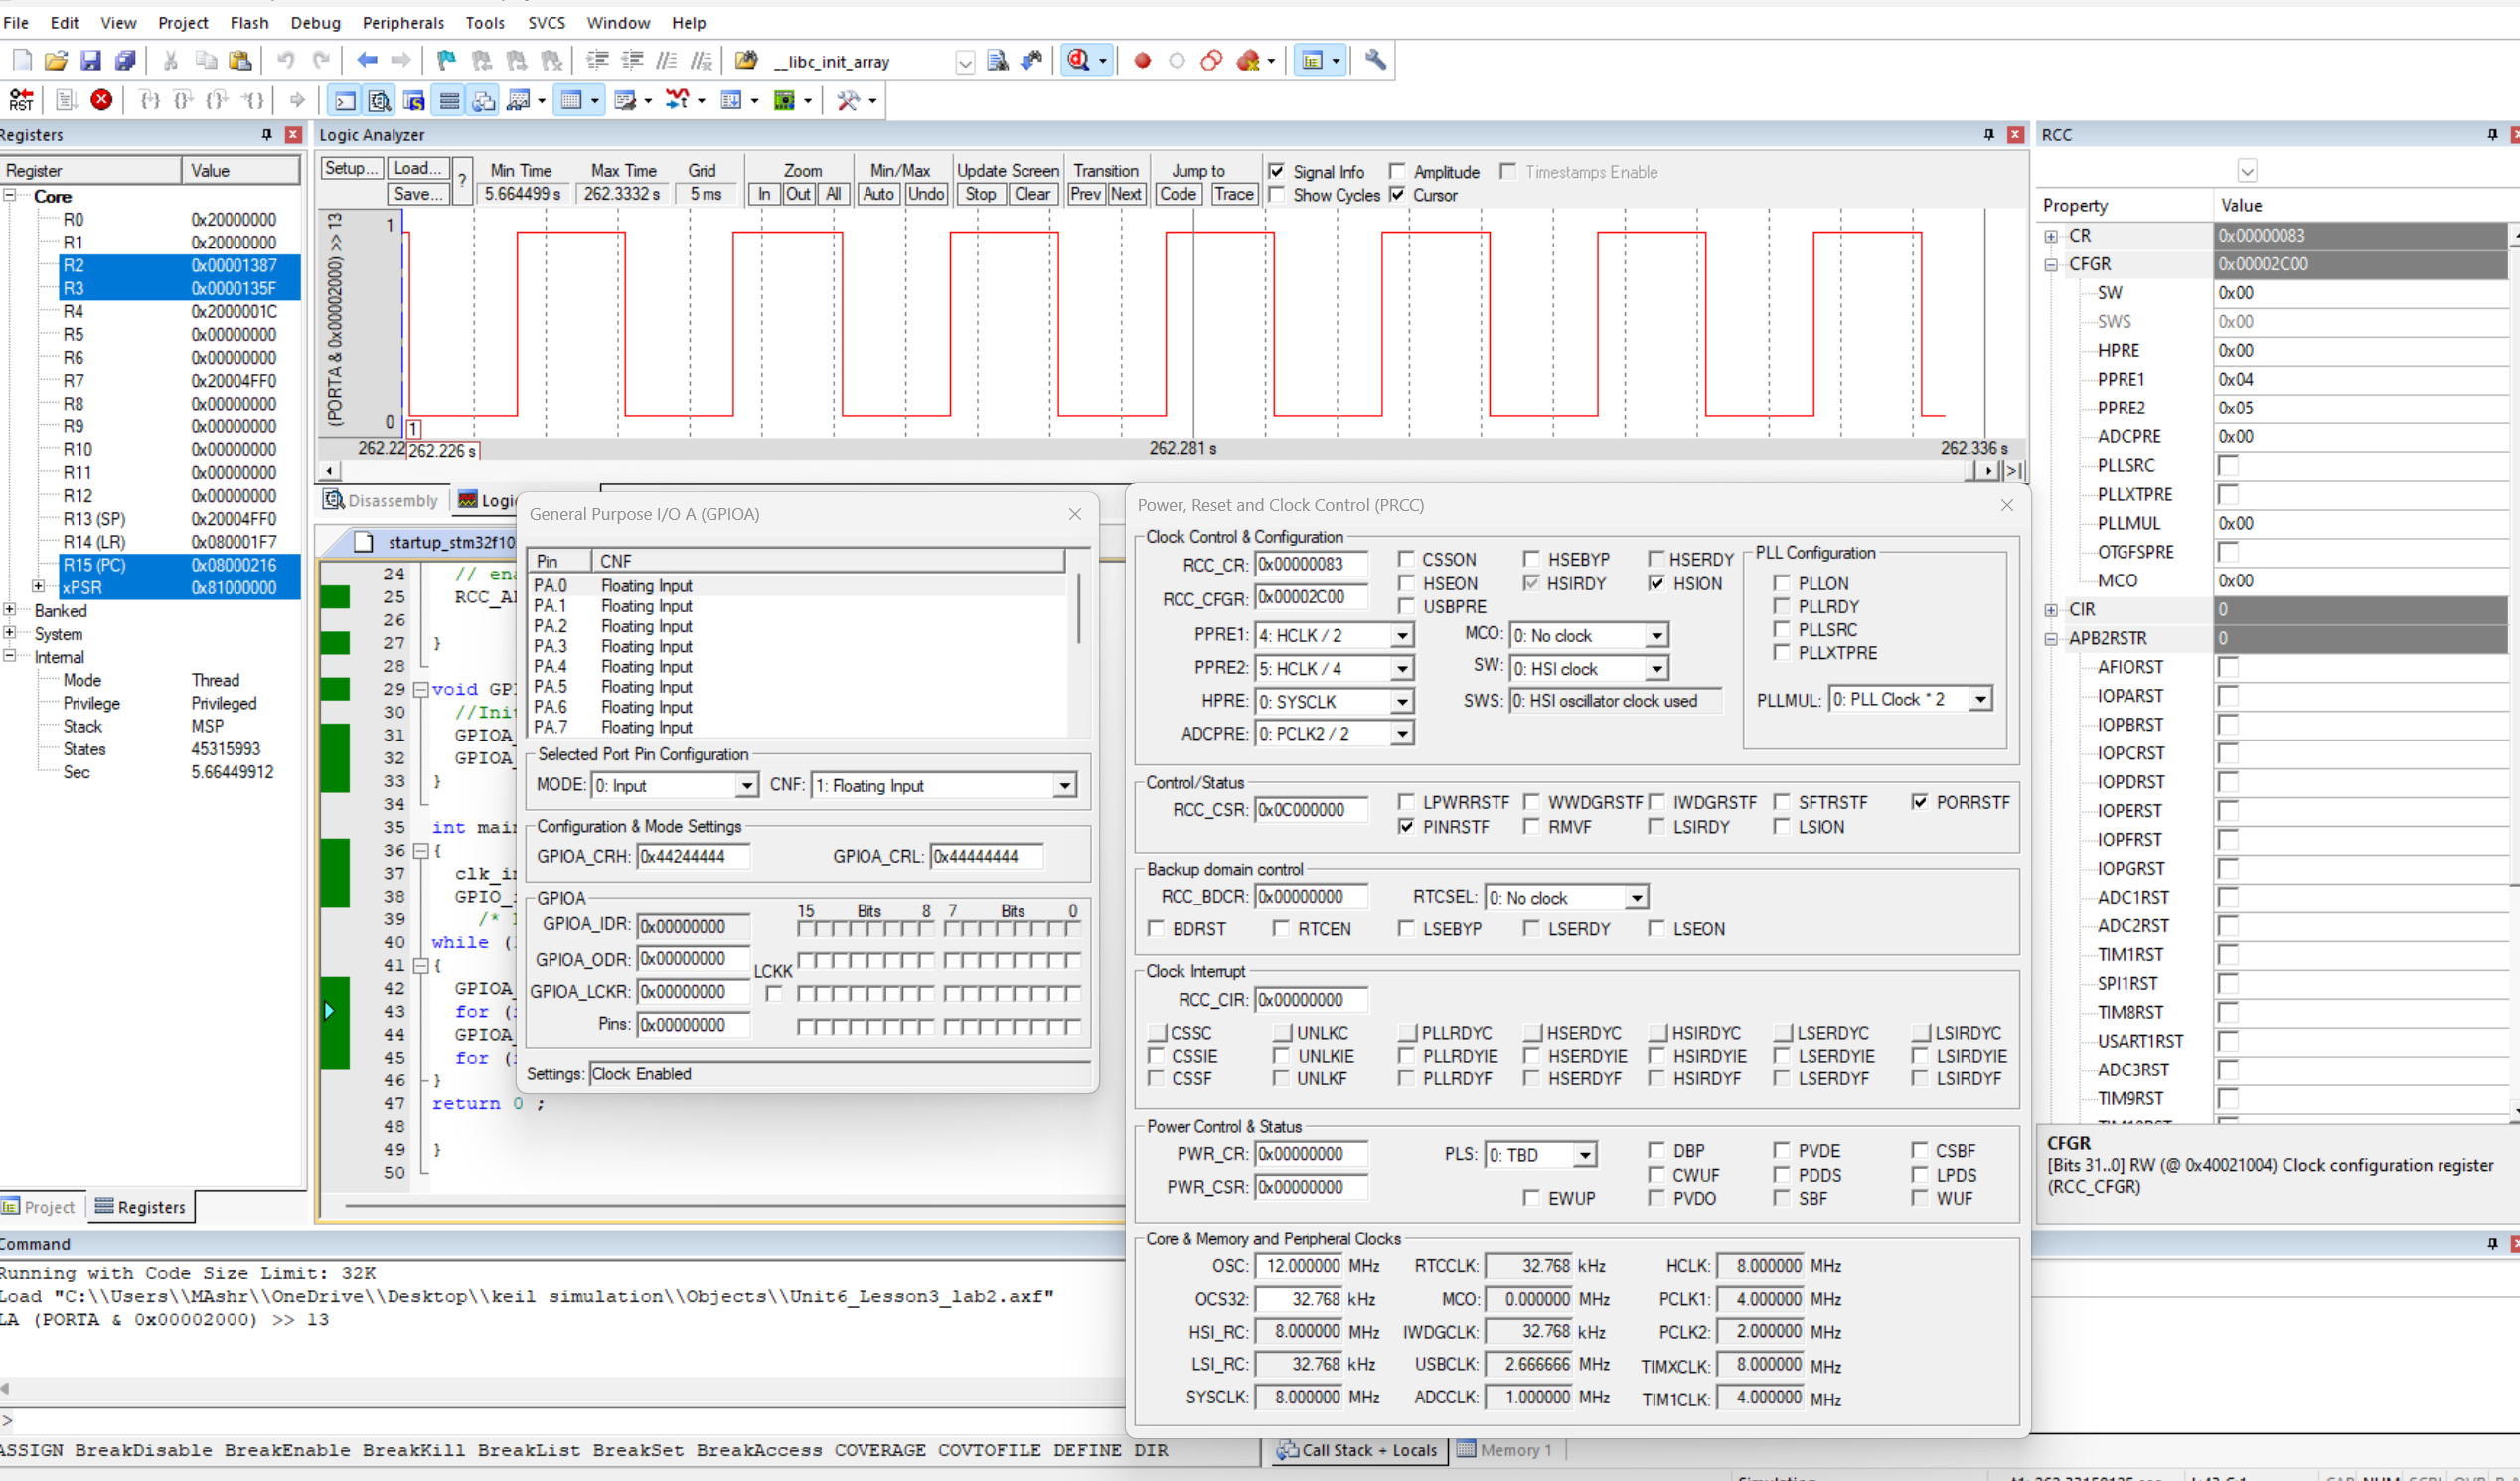 File Edit View Project Flash Debug Peripherals Tools SVCS Window Help
__libc_init_array
RST
Registers
Register Value
Core
R0 0x20000000
R1 0x20000000
R2 0x00001387
R3 0x0000135F
R4 0x2000001C
R5 0x00000000
R6 0x00000000
R7 0x20004FF0
R8 0x00000000
R9 0x00000000
R10 0x00000000
R11 0x00000000
R12 0x00000000
R13 (SP) 0x20004FF0
R14 (LR) 0x080001F7
R15 (PC) 0x08000216
xPSR 0x81000000
Banked
System
Internal
Mode Thread
Privilege Privileged
Stack MSP
States 45315993
Sec 5.66449912
Project Registers
Logic Analyzer
Setup... Load... Save... ?
Min Time Max Time Grid Zoom Min/Max Update Screen Transition Jump to
5.664499 s 262.3332 s 5 ms In Out All Auto Undo Stop Clear Prev Next Code Trace
Signal Info Amplitude Timestamps Enable
Show Cycles Cursor
(PORTA & 0x00002000) >> 13
1
0
1
262.22 262.226 s 262.281 s 262.336 s
Disassembly Logi
startup_stm32f10
24 // ena
25 RCC_A
26
27 }
28
29 void GP
30 //Ini
31 GPIOA
32 GPIOA
33 }
34
35 int mai
36 {
37 clk_i
38 GPIO_
39 /*
40 while (
41 {
42 GPIOA
43 for (
44 GPIOA
45 for (
46 }
47 return 0 ;
48
49 }
50
General Purpose I/O A (GPIOA)
Pin CNF
PA.0 Floating Input
PA.1 Floating Input
PA.2 Floating Input
PA.3 Floating Input
PA.4 Floating Input
PA.5 Floating Input
PA.6 Floating Input
PA.7 Floating Input
Selected Port Pin Configuration
MODE: 0: Input CNF: 1: Floating Input
Configuration & Mode Settings
GPIOA_CRH: 0x44244444 GPIOA_CRL: 0x44444444
GPIOA
15 Bits 8 7 Bits 0
GPIOA_IDR: 0x00000000
GPIOA_ODR: 0x00000000
LCKK
GPIOA_LCKR: 0x00000000
Pins: 0x00000000
Settings: Clock Enabled
Power, Reset and Clock Control (PRCC)
Clock Control & Configuration
RCC_CR: 0x00000083 CSSON HSEBYP HSERDY
HSEON HSIRDY HSION
RCC_CFGR: 0x00002C00 USBPRE
PPRE1: 4: HCLK / 2 MCO: 0: No clock
PPRE2: 5: HCLK / 4 SW: 0: HSI clock
HPRE: 0: SYSCLK SWS: 0: HSI oscillator clock used
ADCPRE: 0: PCLK2 / 2
PLL Configuration
PLLON
PLLRDY
PLLSRC
PLLXTPRE
PLLMUL: 0: PLL Clock * 2
Control/Status
RCC_CSR: 0x0C000000 LPWRRSTF WWDGRSTF IWDGRSTF SFTRSTF PORRSTF
PINRSTF RMVF LSIRDY LSION
Backup domain control
RCC_BDCR: 0x00000000 RTCSEL: 0: No clock
BDRST RTCEN LSEBYP LSERDY LSEON
Clock Interrupt
RCC_CIR: 0x00000000
CSSC UNLKC PLLRDYC HSERDYC HSIRDYC LSERDYC LSIRDYC
CSSIE UNLKIE PLLRDYIE HSERDYIE HSIRDYIE LSERDYIE LSIRDYIE
CSSF UNLKF PLLRDYF HSERDYF HSIRDYF LSERDYF LSIRDYF
Power Control & Status
PWR_CR: 0x00000000 PLS: 0: TBD DBP PVDE CSBF
CWUF PDDS LPDS
PWR_CSR: 0x00000000 EWUP PVDO SBF WUF
Core & Memory and Peripheral Clocks
OSC: 12.000000 MHz RTCCLK: 32.768 kHz HCLK: 8.000000 MHz
OCS32: 32.768 kHz MCO: 0.000000 MHz PCLK1: 4.000000 MHz
HSI_RC: 8.000000 MHz IWDGCLK: 32.768 kHz PCLK2: 2.000000 MHz
LSI_RC: 32.768 kHz USBCLK: 2.666666 MHz TIMXCLK: 8.000000 MHz
SYSCLK: 8.000000 MHz ADCCLK: 1.000000 MHz TIM1CLK: 4.000000 MHz
RCC
Property Value
CR 0x00000083
CFGR 0x00002C00
SW 0x00
SWS 0x00
HPRE 0x00
PPRE1 0x04
PPRE2 0x05
ADCPRE 0x00
PLLSRC
PLLXTPRE
PLLMUL 0x00
OTGFSPRE
MCO 0x00
CIR 0
APB2RSTR 0
AFIORST
IOPARST
IOPBRST
IOPCRST
IOPDRST
IOPERST
IOPFRST
IOPGRST
ADC1RST
ADC2RST
TIM1RST
SPI1RST
TIM8RST
USART1RST
ADC3RST
TIM9RST
CFGR
[Bits 31..0] RW (@ 0x40021004) Clock configuration register
(RCC_CFGR)
Command
Running with Code Size Limit: 32K
Load "C:\\Users\\MAshr\\OneDrive\\Desktop\\keil simulation\\Objects\\Unit6_Lesson3_lab2.axf"
LA (PORTA & 0x00002000) >> 13
>
ASSIGN BreakDisable BreakEnable BreakKill BreakList BreakSet BreakAccess COVERAGE COVTOFILE DEFINE DIR
Call Stack + Locals Memory 1